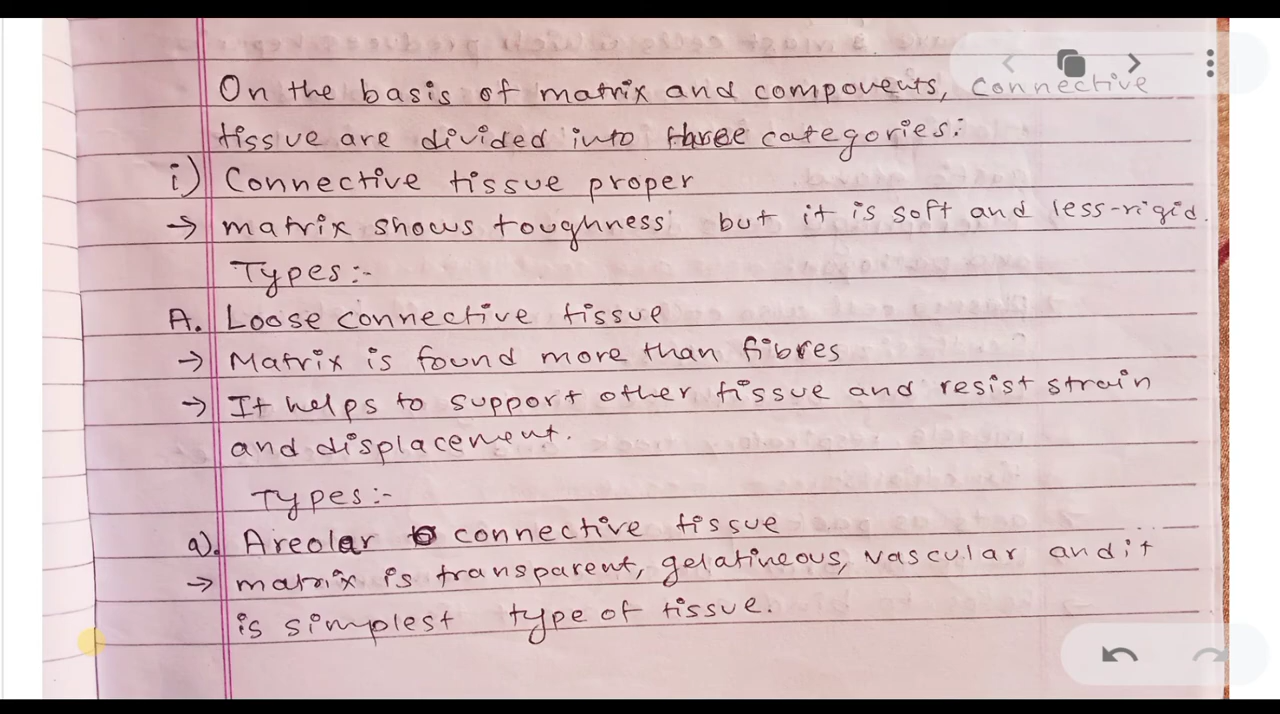 On the basis of matrix and components, connective
tissue are divided into three categories:
i) Connective tissue proper
→ matrix shows toughness but it is soft and less-rigid.
Types:-
A. Loose connective tissue
→ Matrix is found more than fibres
→ It helps to support other tissue and resist strain
and displacement.
Types:-
a). Areolar connective tissue
→ matrix is transparent, gelatineous, vascular and it
is simplest type of tissue.